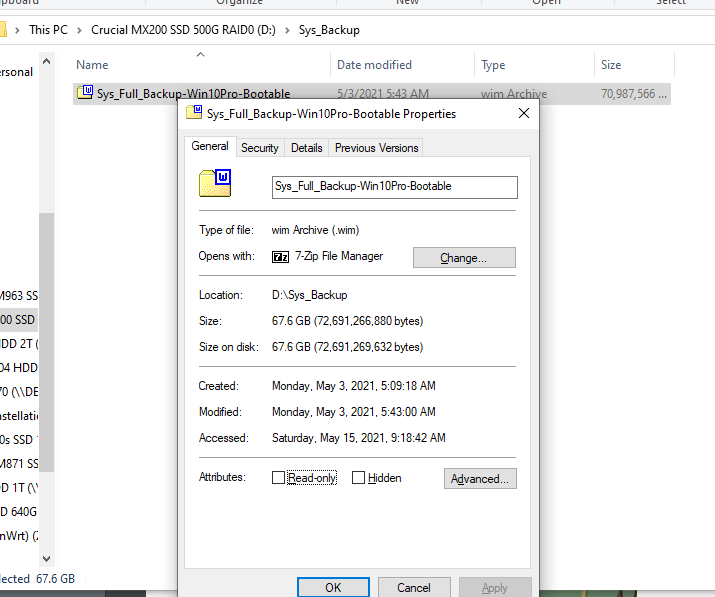 Organize
New
Open
Select
This PC > Crucial MX200 SSD 500G RAID0 (D:) > Sys_Backup
Name
Date modified
Type
Size
ersonal
Sys_Full_Backup-Win10Pro-Bootable
5/3/2021 5:43 AM
wim Archive
70,987,566 ...
Sys_Full_Backup-Win10Pro-Bootable Properties
General
Security
Details
Previous Versions
Sys_Full_Backup-Win10Pro-Bootable
Type of file: wim Archive (.wim)
Opens with: 7-Zip File Manager
Change...
Location: D:\Sys_Backup
Size: 67.6 GB (72,691,266,880 bytes)
Size on disk: 67.6 GB (72,691,269,632 bytes)
Created: Monday, May 3, 2021, 5:09:18 AM
Modified: Monday, May 3, 2021, 5:43:00 AM
Accessed: Saturday, May 15, 2021, 9:18:42 AM
Attributes: Read-only Hidden
Advanced...
OK
Cancel
Apply
M963 SS
00 SSD
HDD 2T (
04 HDD
70 (\\DE
nstellatio
0s SSD
M871 SS
DD 1T (\\
D 640G
nWrt) (Z
lected 67.6 GB